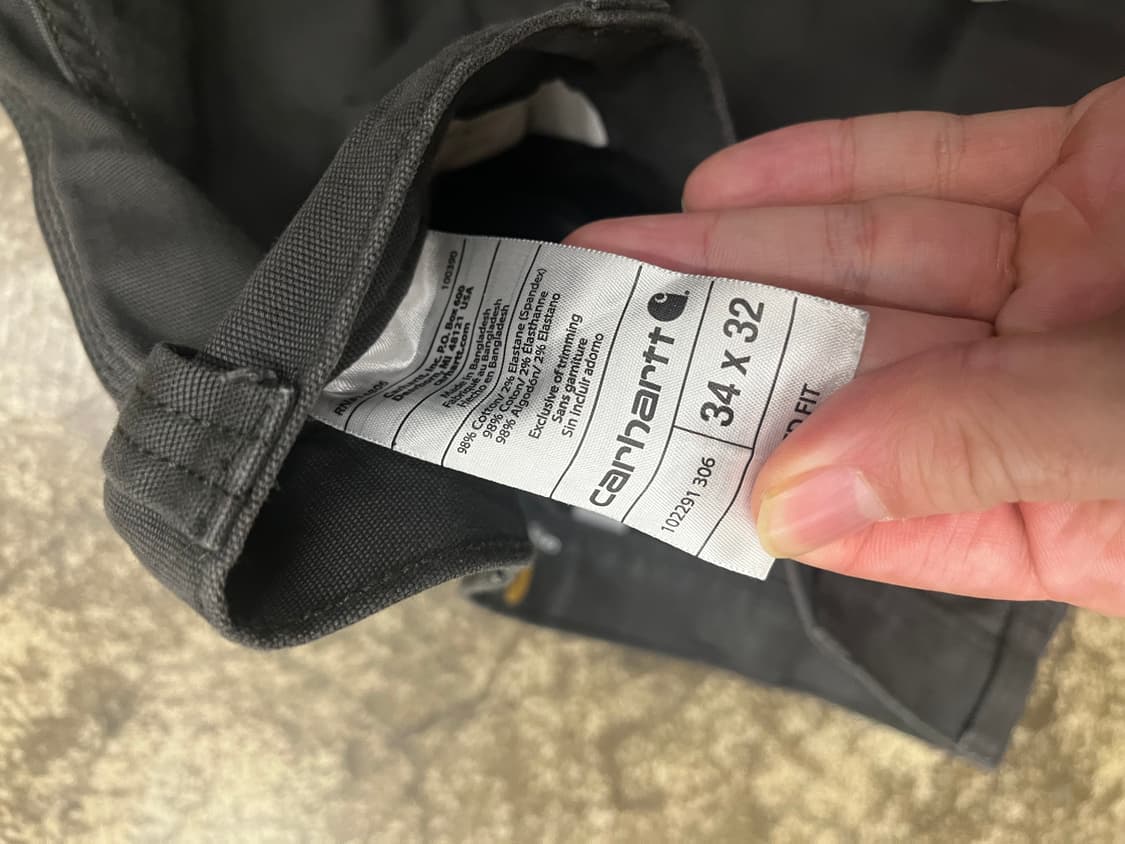 100390
Carhartt, Inc. P.O. Box 600
MI 48121 USA
carhartt.com
Made in Bangladesh
Fabriqué au Bangladesh
Hecho en Bangladesh
98% Cotton/ 2% Elastane (Spandex)
98% Coton/ 2% Élasthanne
98% Algodón/ 2% Elastano
Exclusive of trimming
Sans garniture
Sin incluir adorno
carhartt
102291 306 34 x 32
FIT